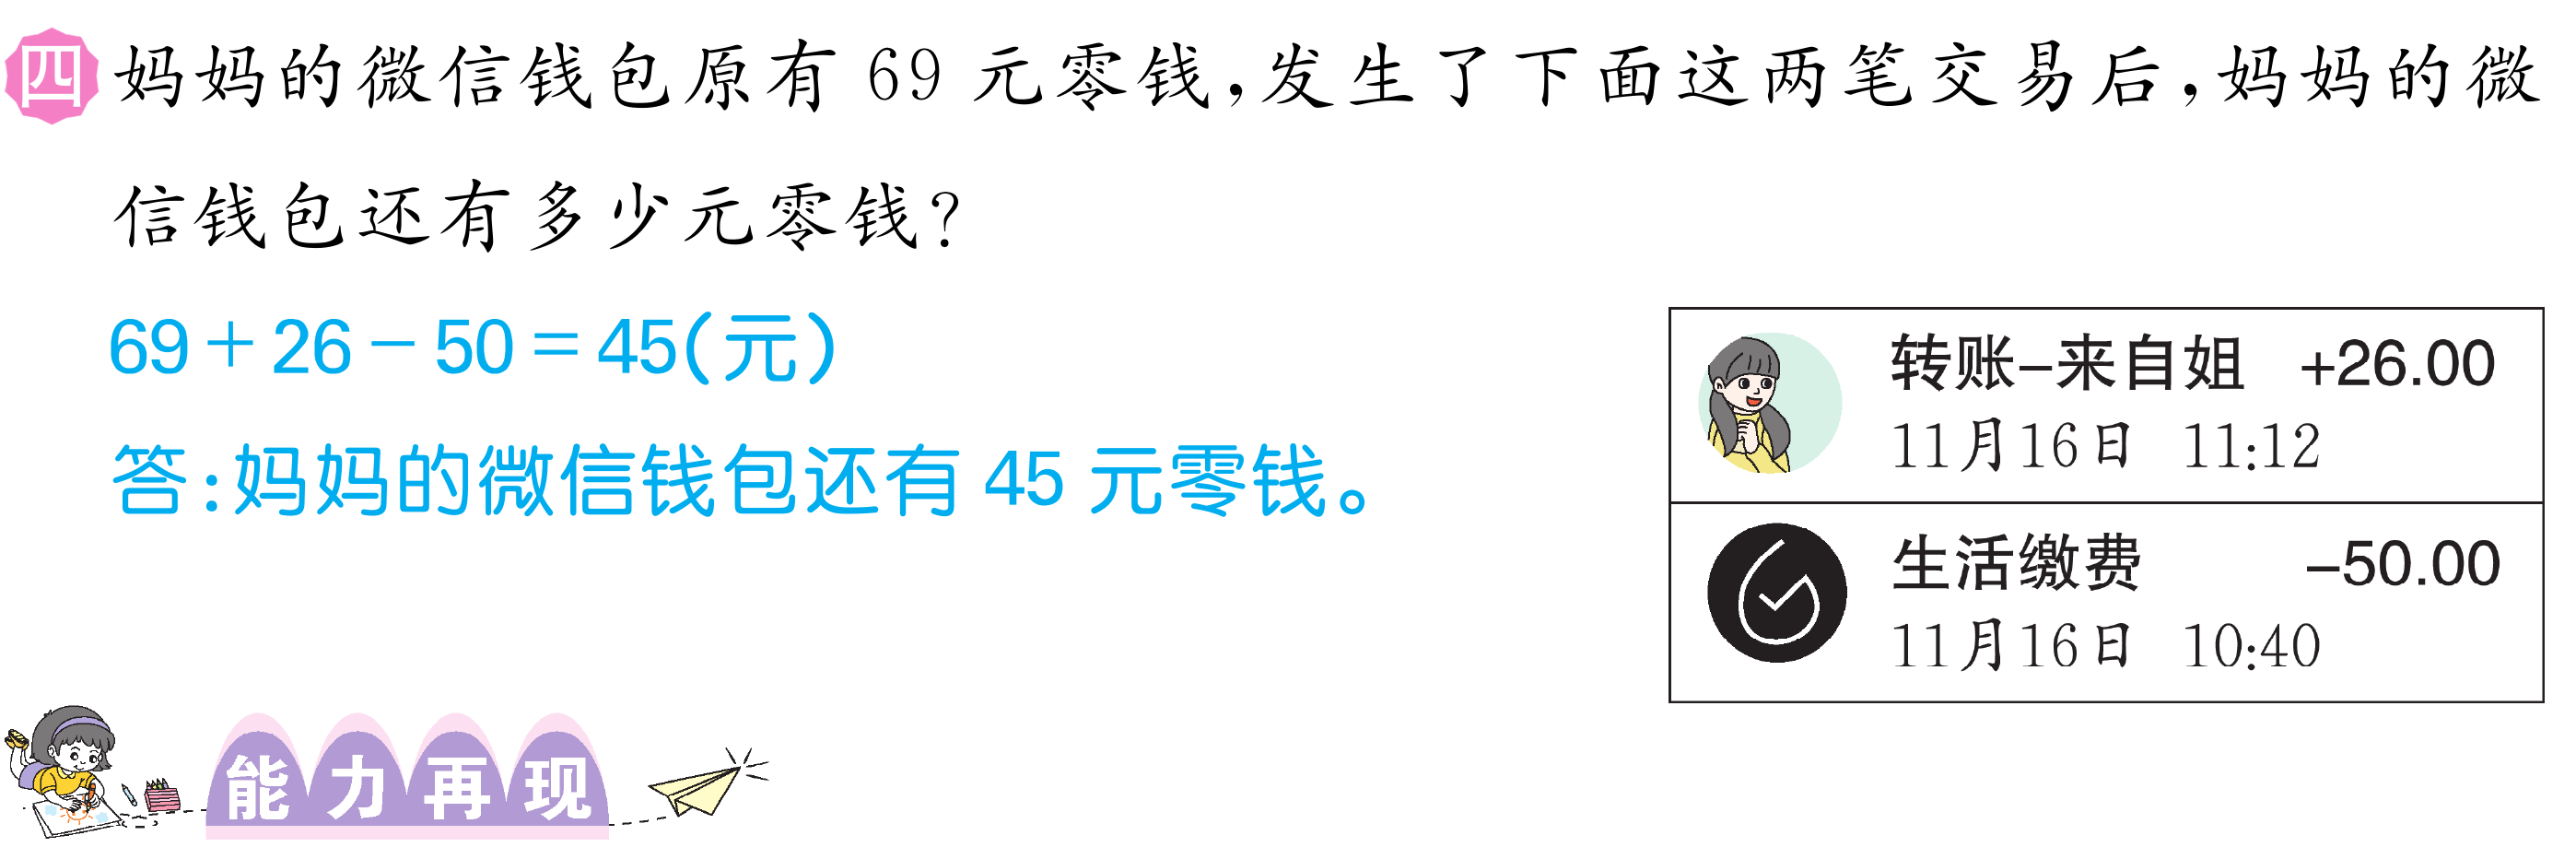 四 妈妈的微信钱包原有 69 元零钱,发生了下面这两笔交易后,妈妈的微
信钱包还有多少元零钱?
69+26-50=45(元)
答:妈妈的微信钱包还有 45 元零钱。
转账-来自姐 +26.00
11月16日 11:12
生活缴费 -50.00
11月16日 10:40
能力再现